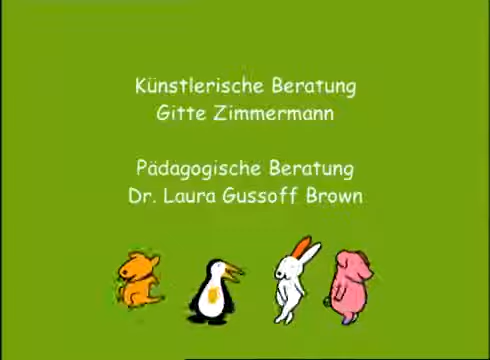 Künstlerische Beratung
Gitte Zimmermann
Pädagogische Beratung
Dr. Laura Gussoff Brown